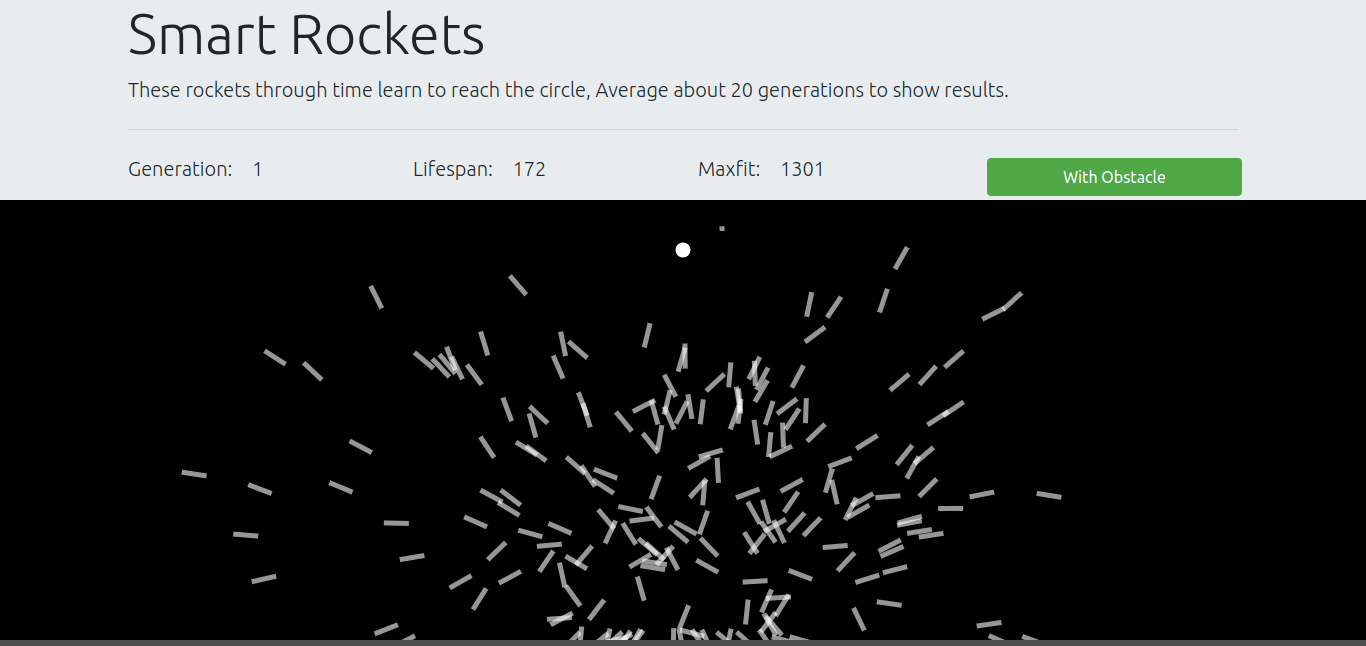 Smart Rockets
These rockets through time learn to reach the circle, Average about 20 generations to show results.
Generation: 1 Lifespan: 172 Maxfit: 1301 With Obstacle